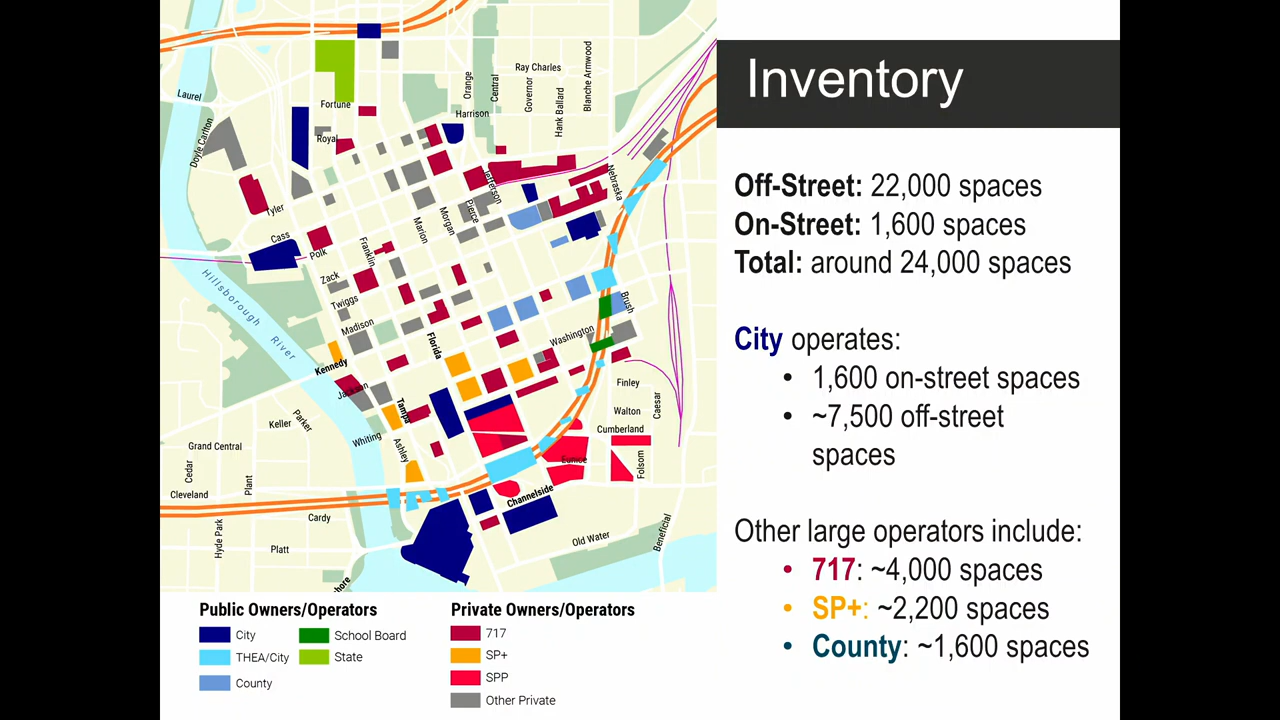 Inventory
Off-Street: 22,000 spaces
On-Street: 1,600 spaces
Total: around 24,000 spaces
City operates:
• 1,600 on-street spaces
• ~7,500 off-street
spaces
Other large operators include:
• 717: ~4,000 spaces
• SP+: ~2,200 spaces
• County: ~1,600 spaces
Laurel
Doyle Carlton
Fortune
Royal
Orange
Central
Ray Charles
Governor
Hank Ballard
Blanche Armwood
Harrison
Tyler
Cass
Polk
Franklin
Marion
Morgan
Pierce
Jefferson
Nebraska
Zack
Twiggs
Madison
Hillsborough River
Kennedy
Jackson
Florida
Tampa
Washington
Brush
Finley
Walton
Caesar
Cumberland
Eunice
Folsom
Keller
Parker
Whiting
Ashley
Grand Central
Cedar
Plant
Cleveland
Hyde Park
Cardy
Platt
Channelside
Old Water
Beneficial
shore
Public Owners/Operators
City
THEA/City
County
School Board
State
Private Owners/Operators
717
SP+
SPP
Other Private